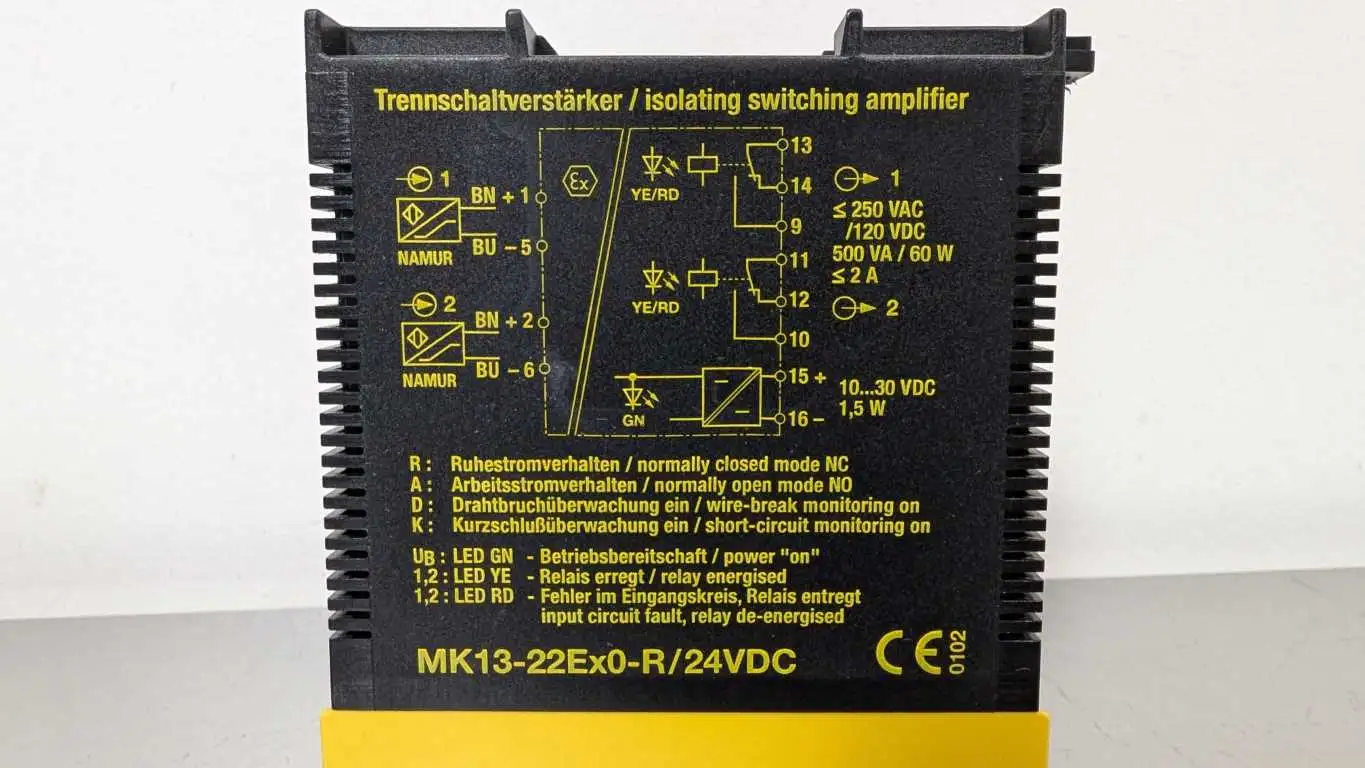 Trennschaltverstärker / isolating switching amplifier
1
BN + 1
BU – 5
NAMUR
2
BN + 2
BU – 6
NAMUR
Ex
YE/RD
13
14
9
YE/RD
11
12
10
GN
15 +
16 –
1
≤ 250 VAC
/120 VDC
500 VA / 60 W
≤ 2 A
2
10...30 VDC
1,5 W
R : Ruhestromverhalten / normally closed mode NC
A : Arbeitsstromverhalten / normally open mode NO
D : Drahtbruchüberwachung ein / wire-break monitoring on
K : Kurzschlußüberwachung ein / short-circuit monitoring on
UB : LED GN - Betriebsbereitschaft / power "on"
1,2 : LED YE - Relais erregt / relay energised
1,2 : LED RD - Fehler im Eingangskreis, Relais entregt
input circuit fault, relay de-energised
MK13-22Ex0-R/24VDC
CE 0102